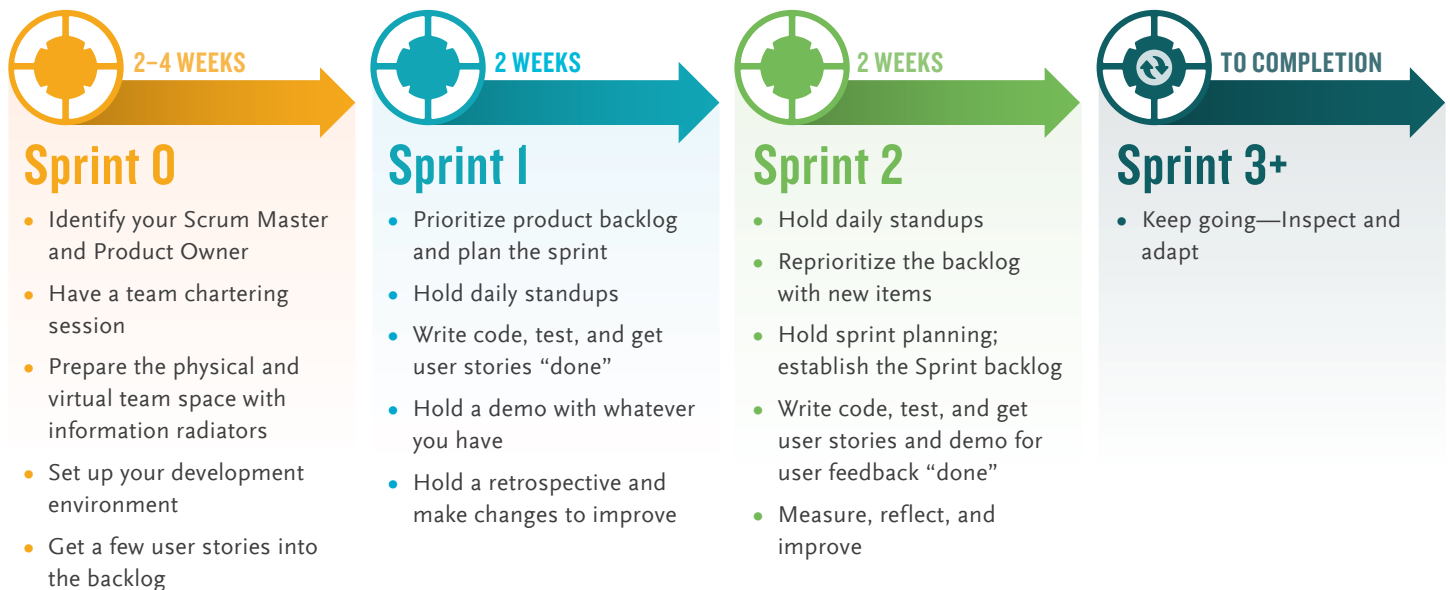 2–4 WEEKS
Sprint 0
• Identify your Scrum Master
and Product Owner
• Have a team chartering
session
• Prepare the physical and
virtual team space with
information radiators
• Set up your development
environment
• Get a few user stories into
the backlog
2 WEEKS
Sprint 1
• Prioritize product backlog
and plan the sprint
• Hold daily standups
• Write code, test, and get
user stories “done”
• Hold a demo with whatever
you have
• Hold a retrospective and
make changes to improve
2 WEEKS
Sprint 2
• Hold daily standups
• Reprioritize the backlog
with new items
• Hold sprint planning;
establish the Sprint backlog
• Write code, test, and get
user stories and demo for
user feedback “done”
• Measure, reflect, and
improve
TO COMPLETION
Sprint 3+
• Keep going—Inspect and
adapt